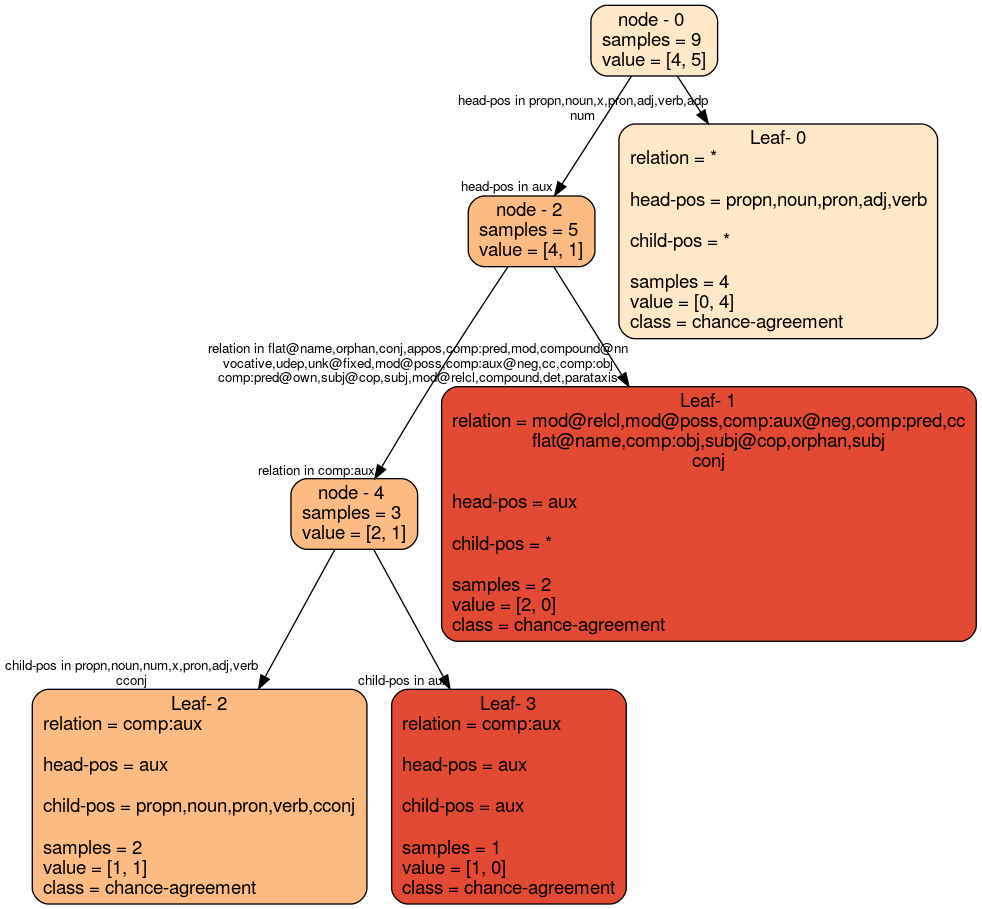 node - 0
samples = 9
value = [4, 5]
head-pos in propn,noun,x,pron,adj,verb,adp
num
Leaf- 0
relation = *
head-pos = propn,noun,pron,adj,verb
child-pos = *
samples = 4
value = [0, 4]
class = chance-agreement
head-pos in aux
node - 2
samples = 5
value = [4, 1]
relation in flat@name,orphan,conj,appos,comp:pred,mod,compound@nn
vocative,udep,unk@fixed,mod@poss,comp:aux@neg,cc,comp:obj
comp:pred@own,subj@cop,subj,mod@relcl,compound,det,parataxis
Leaf- 1
relation = mod@relcl,mod@poss,comp:aux@neg,comp:pred,cc
flat@name,comp:obj,subj@cop,orphan,subj
conj
head-pos = aux
child-pos = *
samples = 2
value = [2, 0]
class = chance-agreement
relation in comp:aux
node - 4
samples = 3
value = [2, 1]
child-pos in propn,noun,num,x,pron,adj,verb
cconj
Leaf- 2
relation = comp:aux
head-pos = aux
child-pos = propn,noun,pron,verb,cconj
samples = 2
value = [1, 1]
class = chance-agreement
child-pos in aux
Leaf- 3
relation = comp:aux
head-pos = aux
child-pos = aux
samples = 1
value = [1, 0]
class = chance-agreement